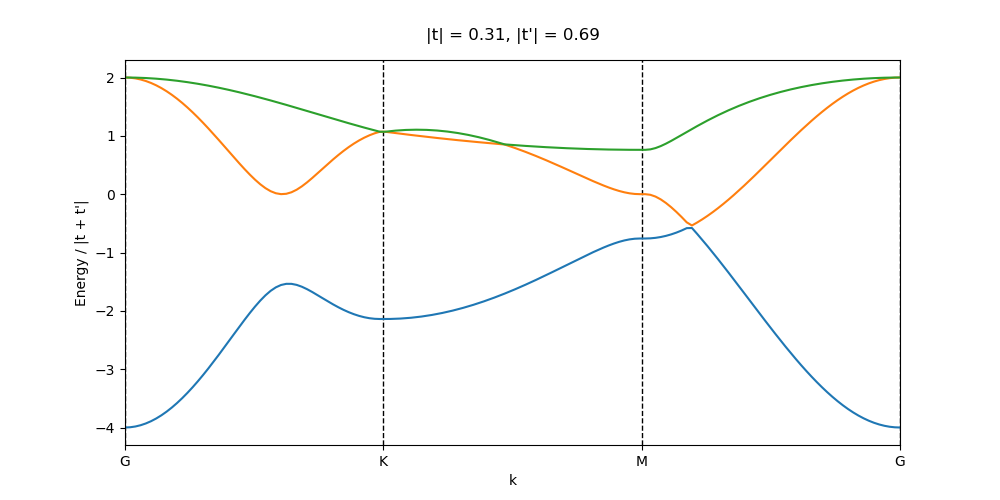 |t| = 0.31, |t'| = 0.69
Energy / |t + t'|
2
1
0
−1
−2
−3
−4
G
K
M
G
k